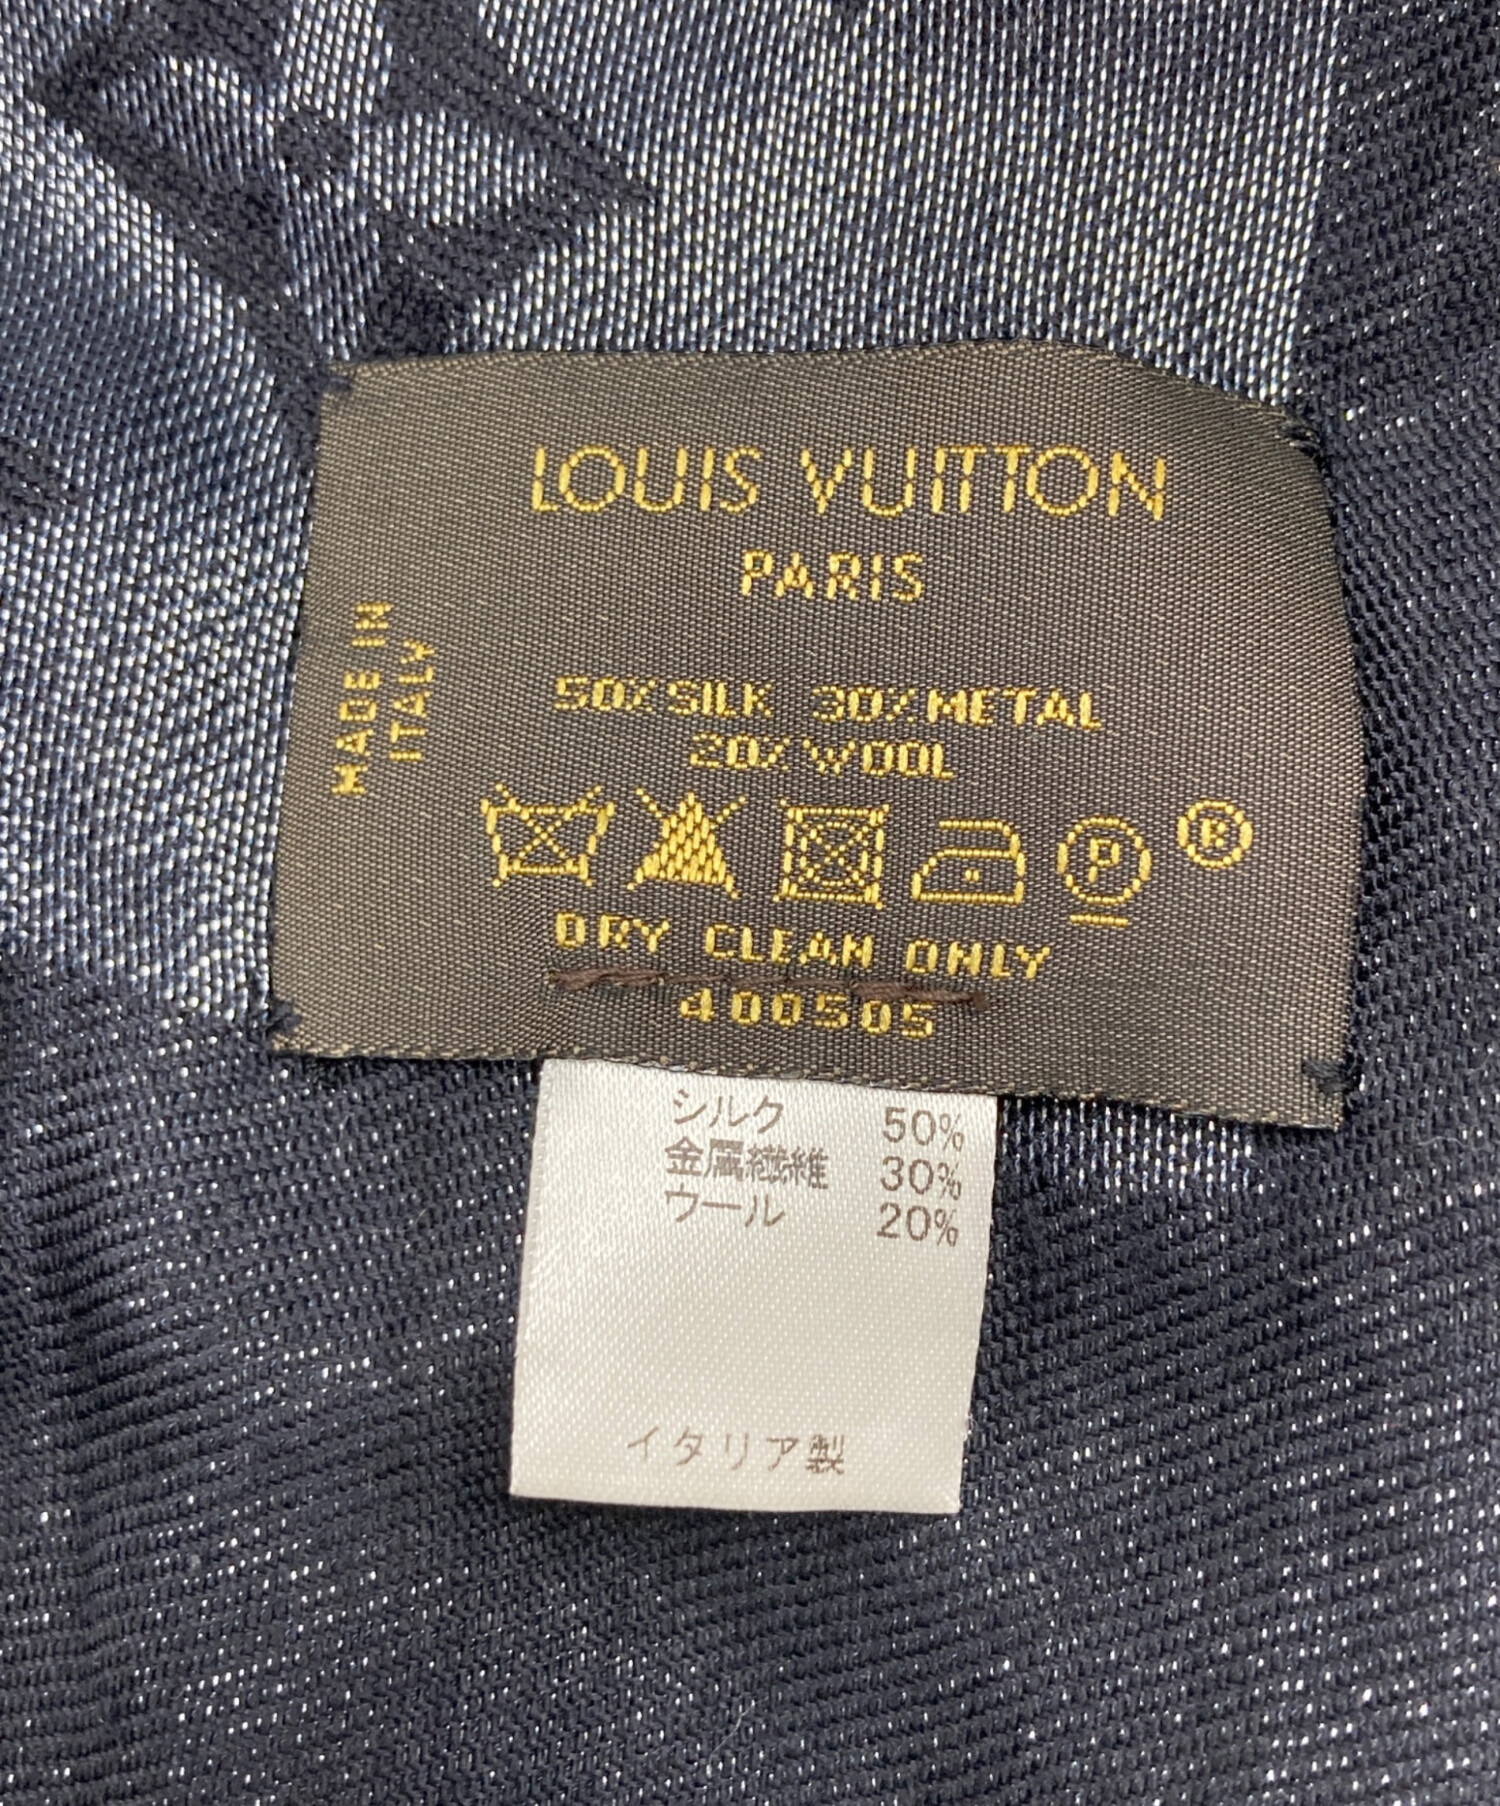 LOUIS VUITTON
PARIS
MADE IN
ITALY
50% SILK 30% METAL
20% WOOL
P
R
DRY CLEAN ONLY
400505
シルク 50%
金属繊維 30%
ウール 20%
イタリア製